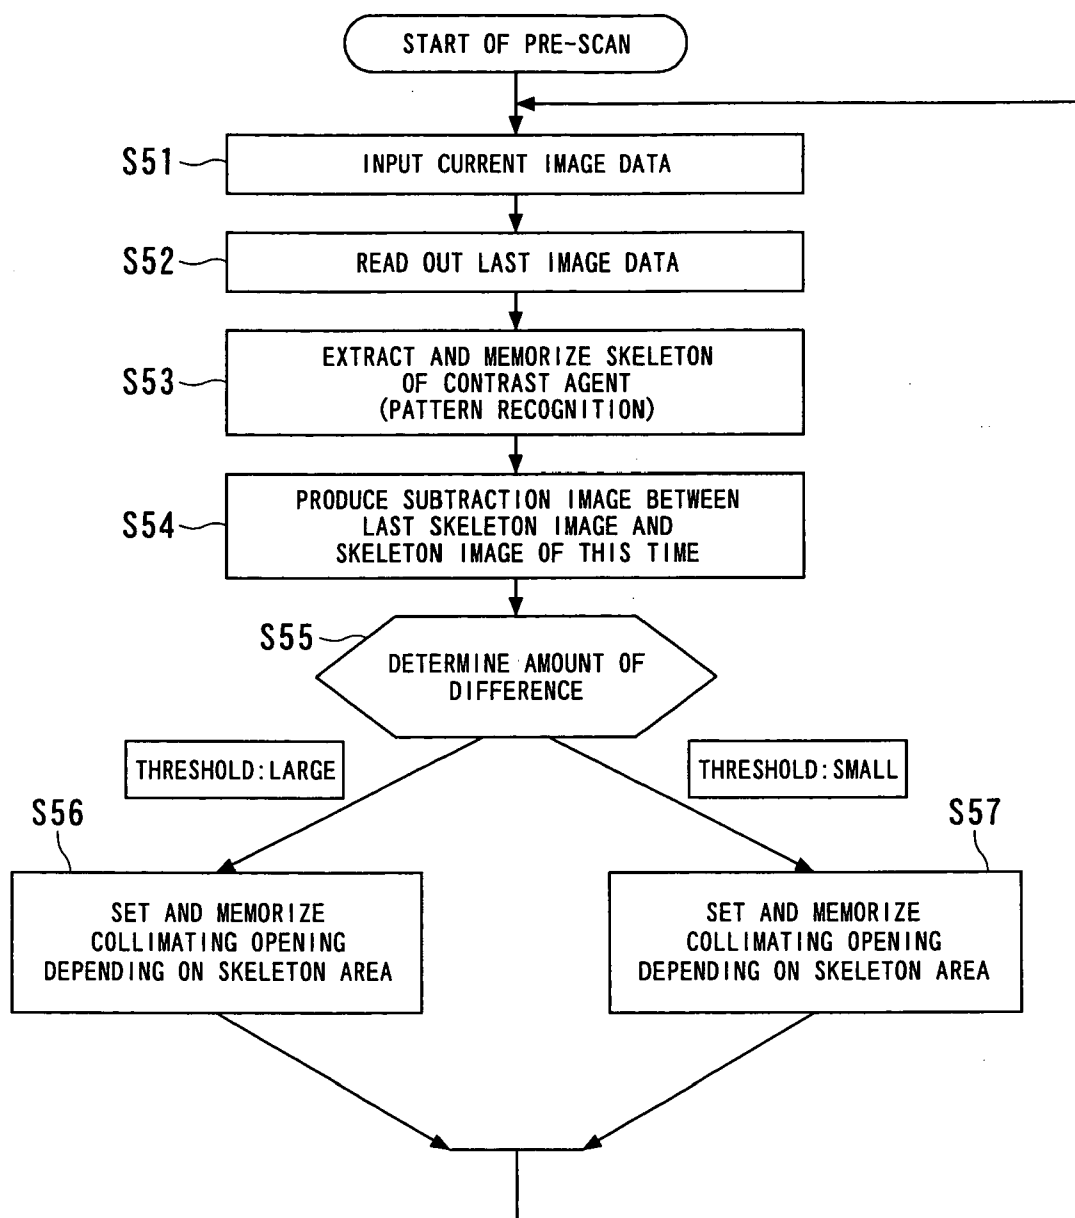 START OF PRE-SCAN
S51
INPUT CURRENT IMAGE DATA
S52
READ OUT LAST IMAGE DATA
S53
EXTRACT AND MEMORIZE SKELETON
OF CONTRAST AGENT
(PATTERN RECOGNITION)
S54
PRODUCE SUBTRACTION IMAGE BETWEEN
LAST SKELETON IMAGE AND
SKELETON IMAGE OF THIS TIME
S55
DETERMINE AMOUNT OF
DIFFERENCE
THRESHOLD:LARGE
THRESHOLD:SMALL
S56
SET AND MEMORIZE
COLLIMATING OPENING
DEPENDING ON SKELETON AREA
S57
SET AND MEMORIZE
COLLIMATING OPENING
DEPENDING ON SKELETON AREA